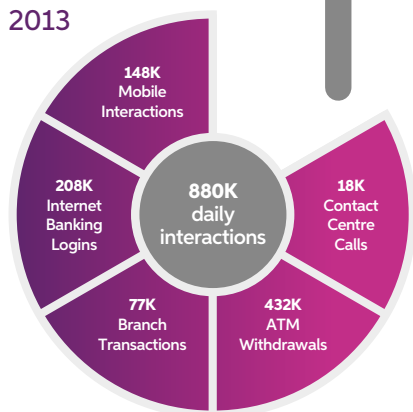 2013
148K
Mobile
Interactions
208K
Internet
Banking
Logins
880K
daily
interactions
18K
Contact
Centre
Calls
77K
Branch
Transactions
432K
ATM
Withdrawals